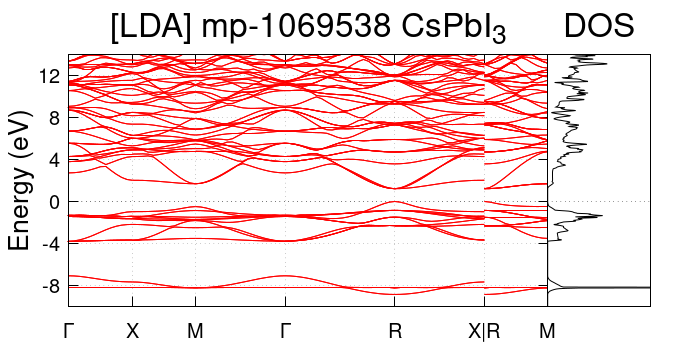 [LDA] mp-1069538 CsPbI₃ DOS
Energy (eV)
12
8
4
0
-4
-8
Γ X M Γ R X|R M